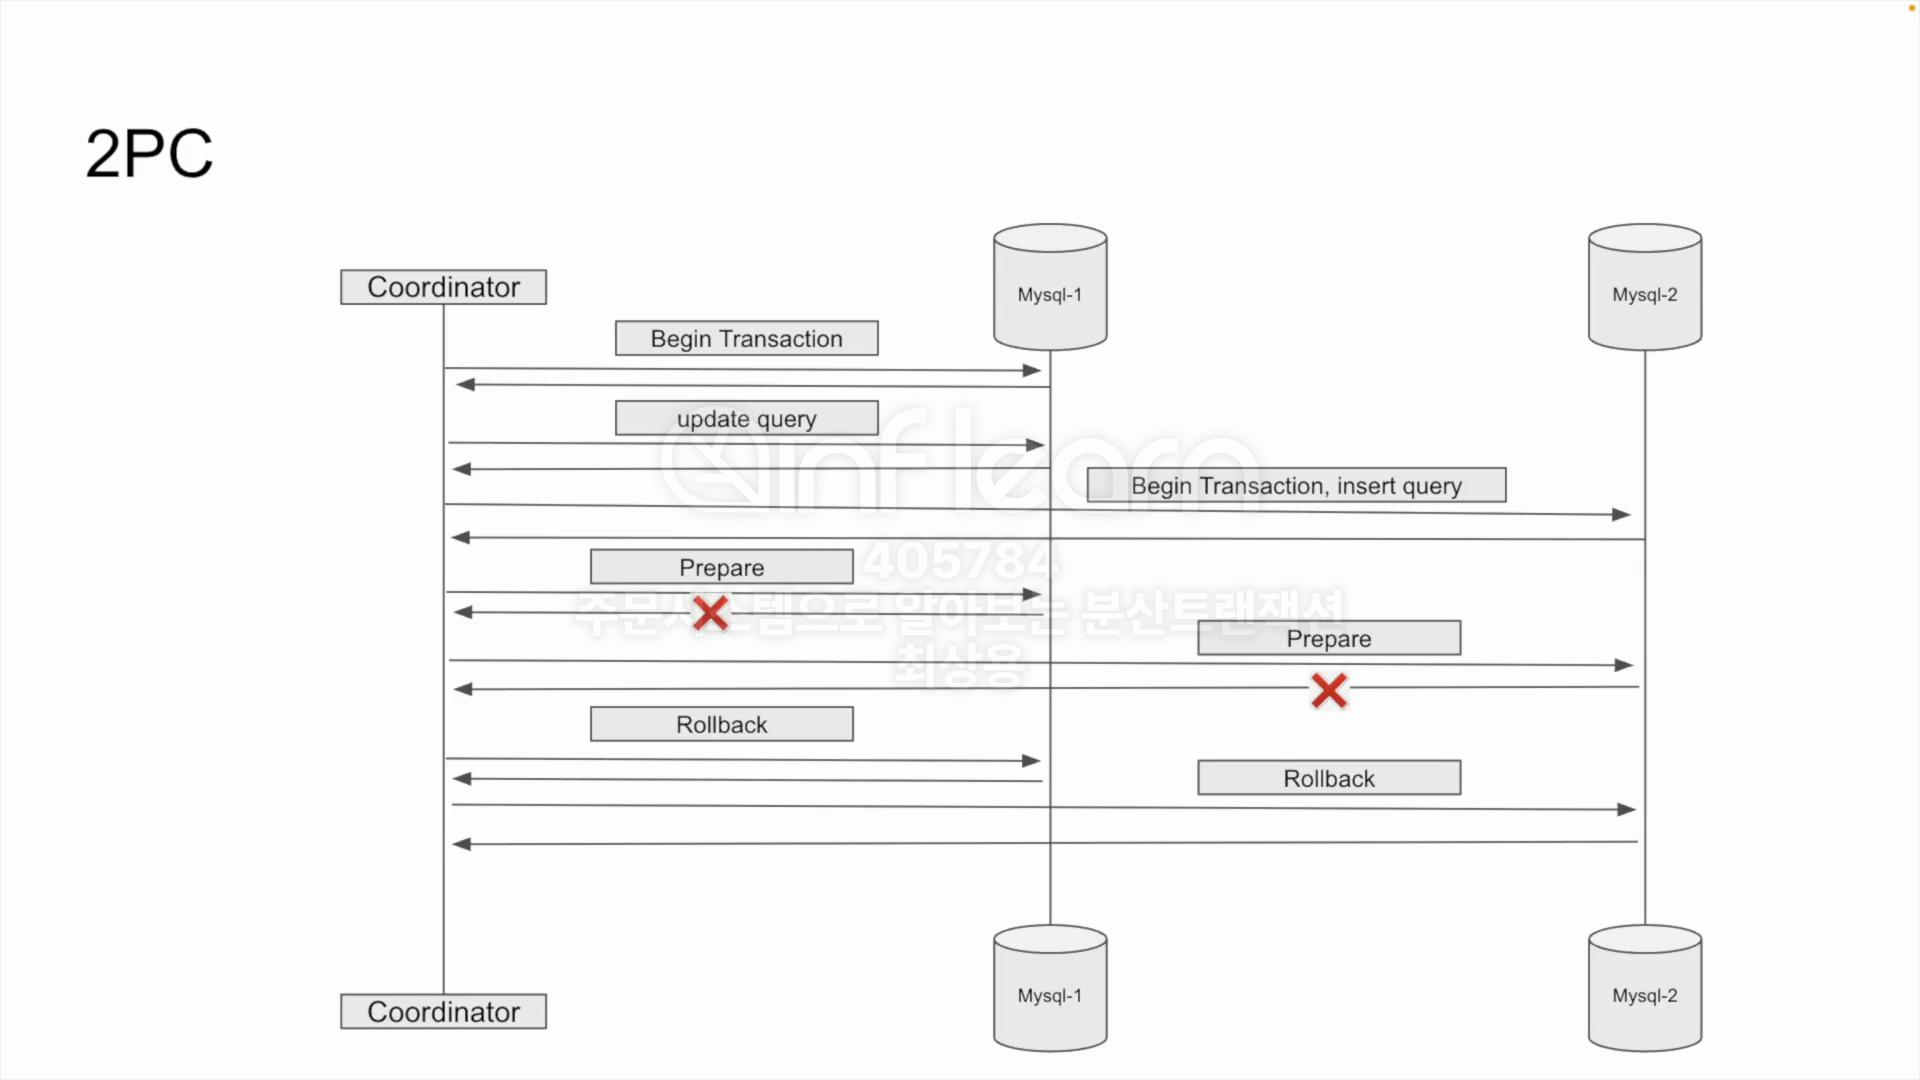 2PC
Coordinator
Mysql-1
Mysql-2
Begin Transaction
update query
inflearn
Begin Transaction, insert query
405784
Prepare
주문시스템으로 알아보는 분산트랜잭션
Prepare
최상용
Rollback
Rollback
Coordinator
Mysql-1
Mysql-2